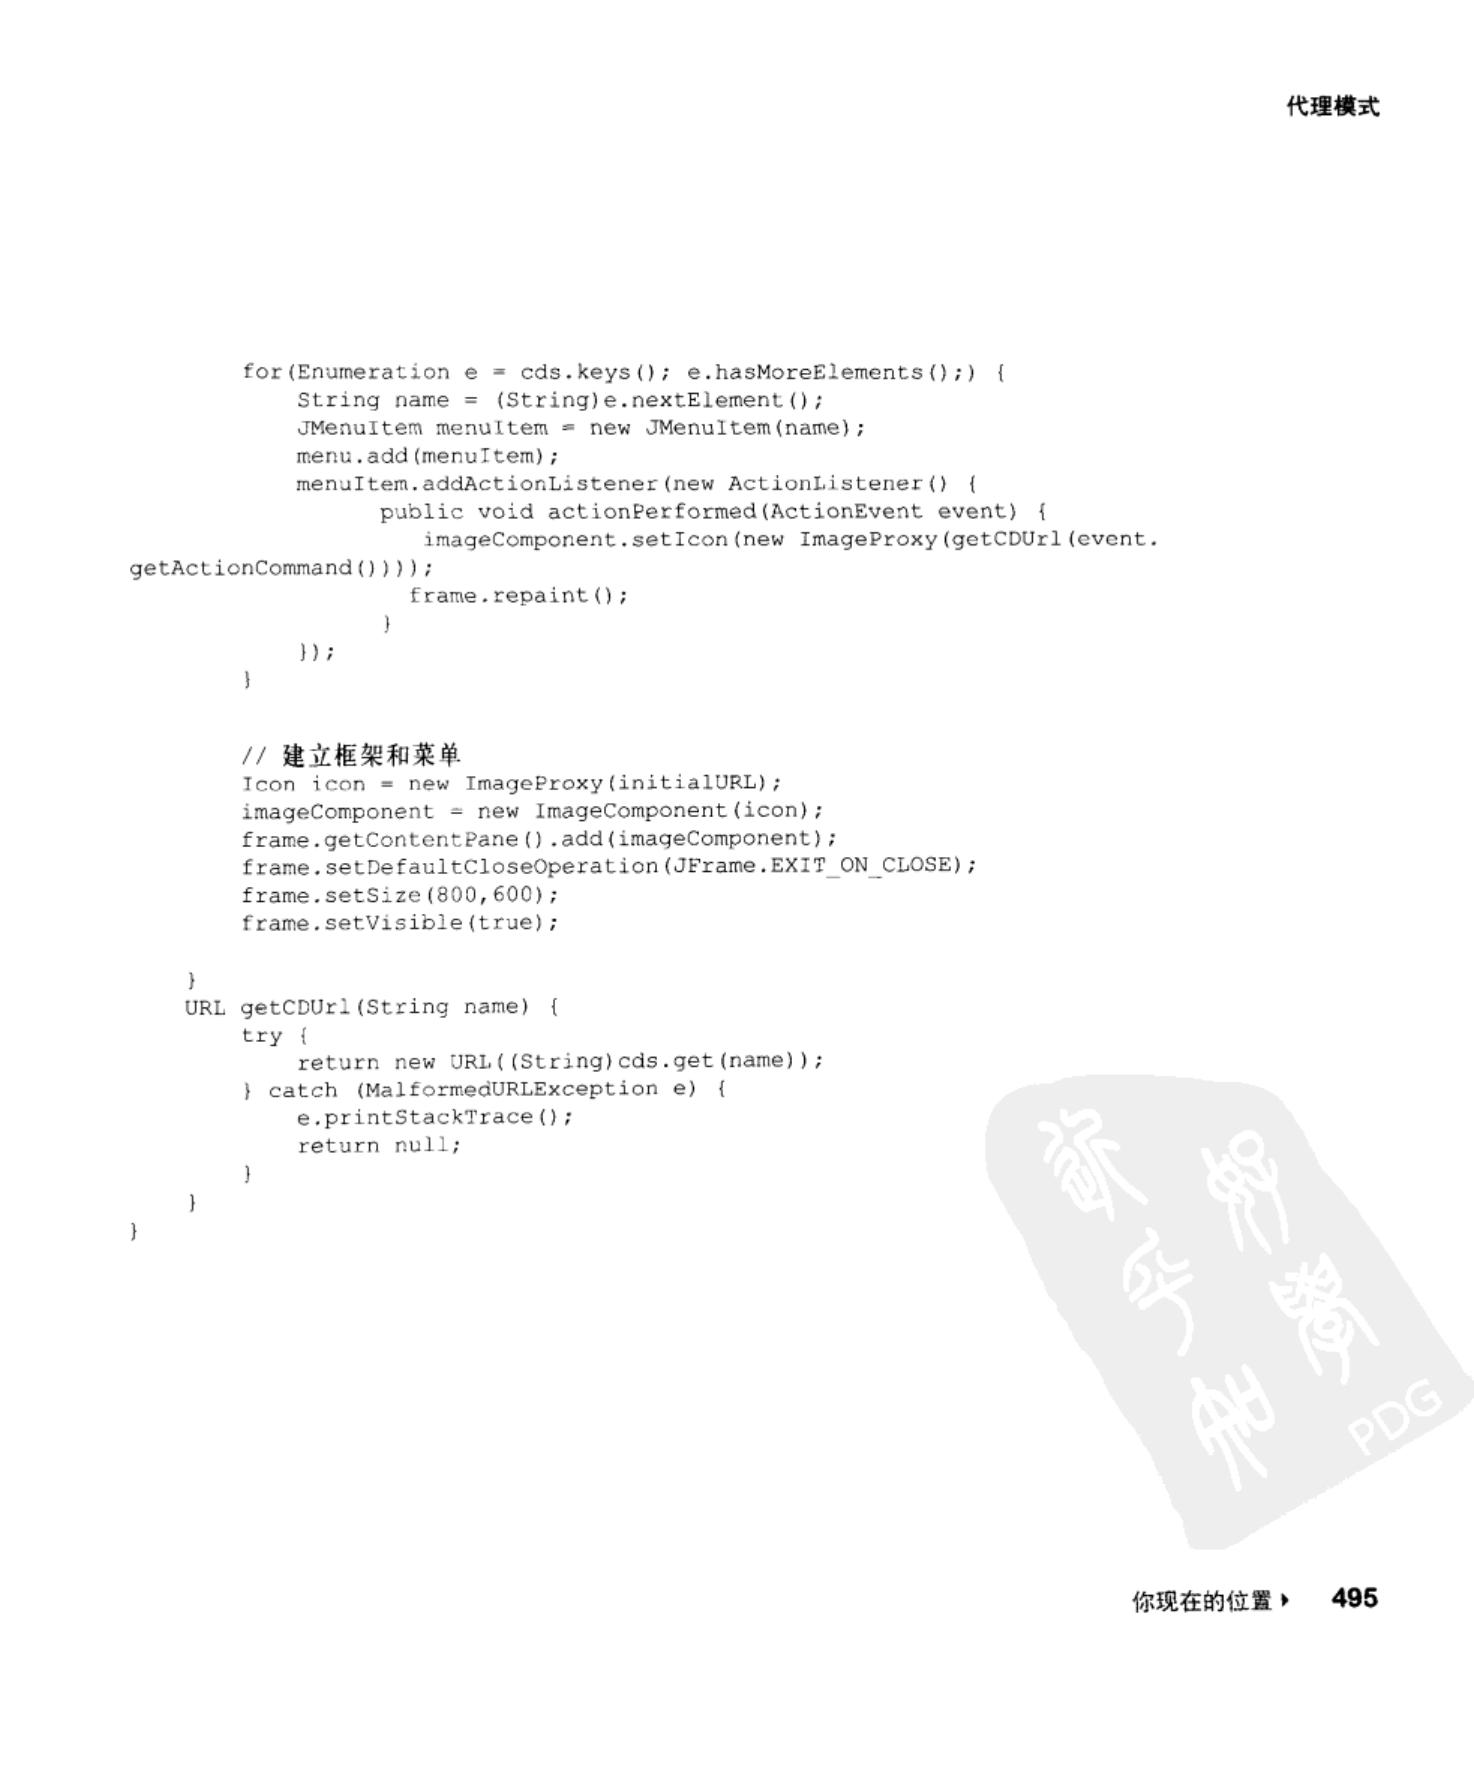 代理模式
for(Enumeration e = cds.keys(); e.hasMoreElements();) {
String name = (String)e.nextElement();
JMenuItem menuItem = new JMenuItem(name);
menu.add(menuItem);
menuItem.addActionListener(new ActionListener() {
public void actionPerformed(ActionEvent event) {
imageComponent.setIcon(new ImageProxy(getCDUrl(event.
getActionCommand())));
frame.repaint();
}
});
}
// 建立框架和菜单
Icon icon = new ImageProxy(initialURL);
imageComponent = new ImageComponent(icon);
frame.getContentPane().add(imageComponent);
frame.setDefaultCloseOperation(JFrame.EXIT_ON_CLOSE);
frame.setSize(800,600);
frame.setVisible(true);
}
URL getCDUrl(String name) {
try {
return new URL((String)cds.get(name));
} catch (MalformedURLException e) {
e.printStackTrace();
return null;
}
}
}
PDG
你现在的位置 ▸ 495